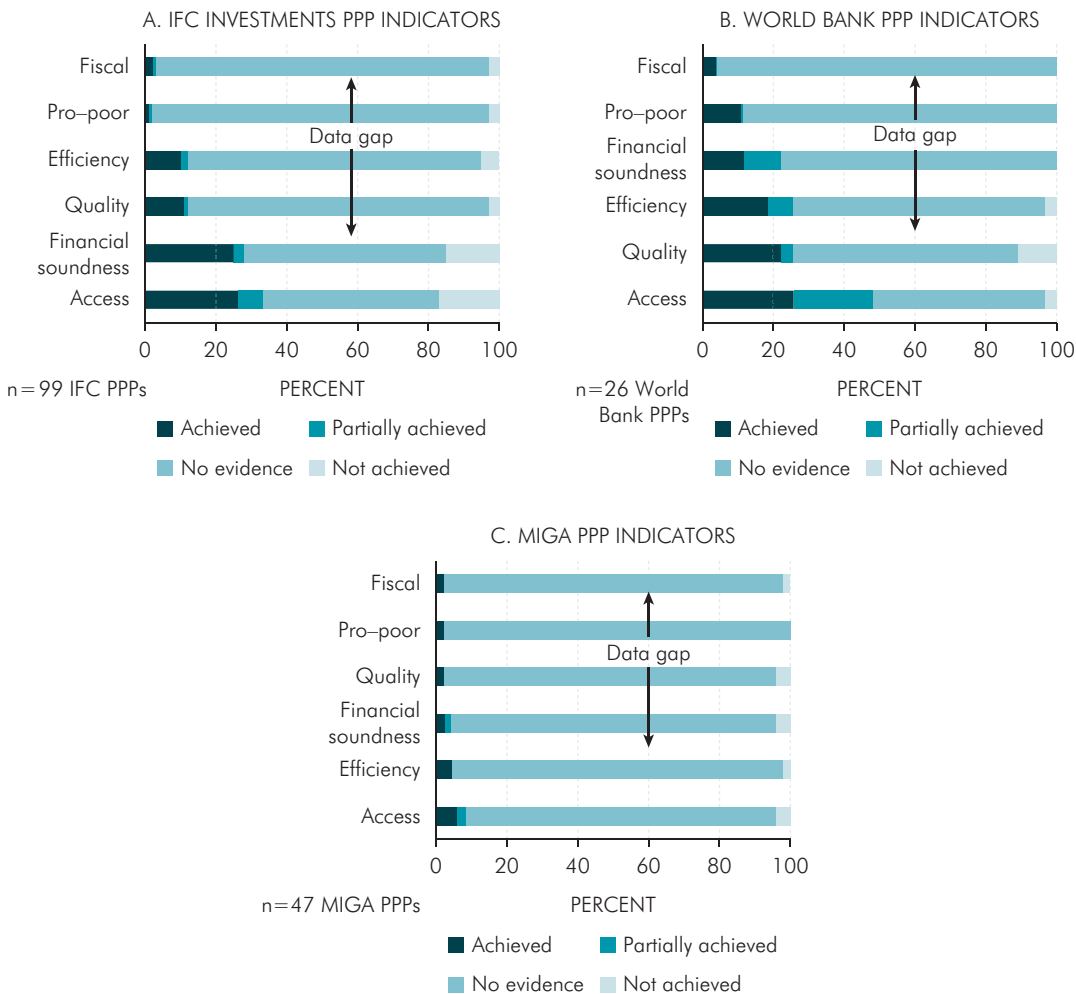 A. IFC INVESTMENTS PPP INDICATORS
Fiscal
Pro–poor
Data gap
Efficiency
Quality
Financial
soundness
Access
0 20 40 60 80 100
n=99 IFC PPPs
PERCENT
Achieved
Partially achieved
No evidence
Not achieved
B. WORLD BANK PPP INDICATORS
Fiscal
Pro–poor
Data gap
Financial
soundness
Efficiency
Quality
Access
0 20 40 60 80 100
n=26 World
Bank PPPs
PERCENT
Achieved
Partially achieved
No evidence
Not achieved
C. MIGA PPP INDICATORS
Fiscal
Pro–poor
Data gap
Quality
Financial
soundness
Efficiency
Access
0 20 40 60 80 100
n=47 MIGA PPPs
PERCENT
Achieved
Partially achieved
No evidence
Not achieved